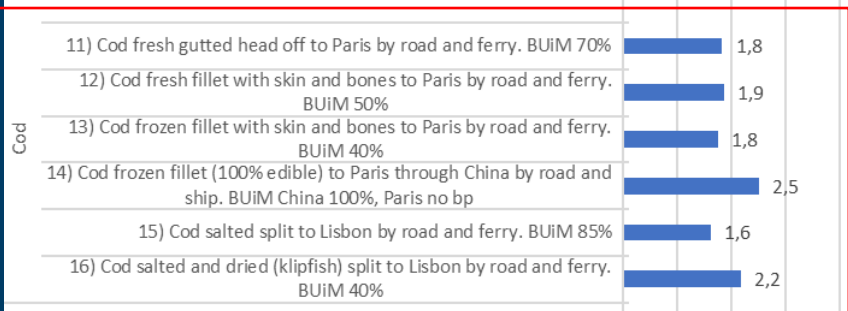 Cod
11) Cod fresh gutted head off to Paris by road and ferry. BUiM 70%
1,8
12) Cod fresh fillet with skin and bones to Paris by road and ferry.
BUiM 50%
1,9
13) Cod frozen fillet with skin and bones to Paris by road and ferry.
BUiM 40%
1,8
14) Cod frozen fillet (100% edible) to Paris through China by road and
ship. BUiM China 100%, Paris no bp
2,5
15) Cod salted split to Lisbon by road and ferry. BUiM 85%
1,6
16) Cod salted and dried (klipfish) split to Lisbon by road and ferry.
BUiM 40%
2,2